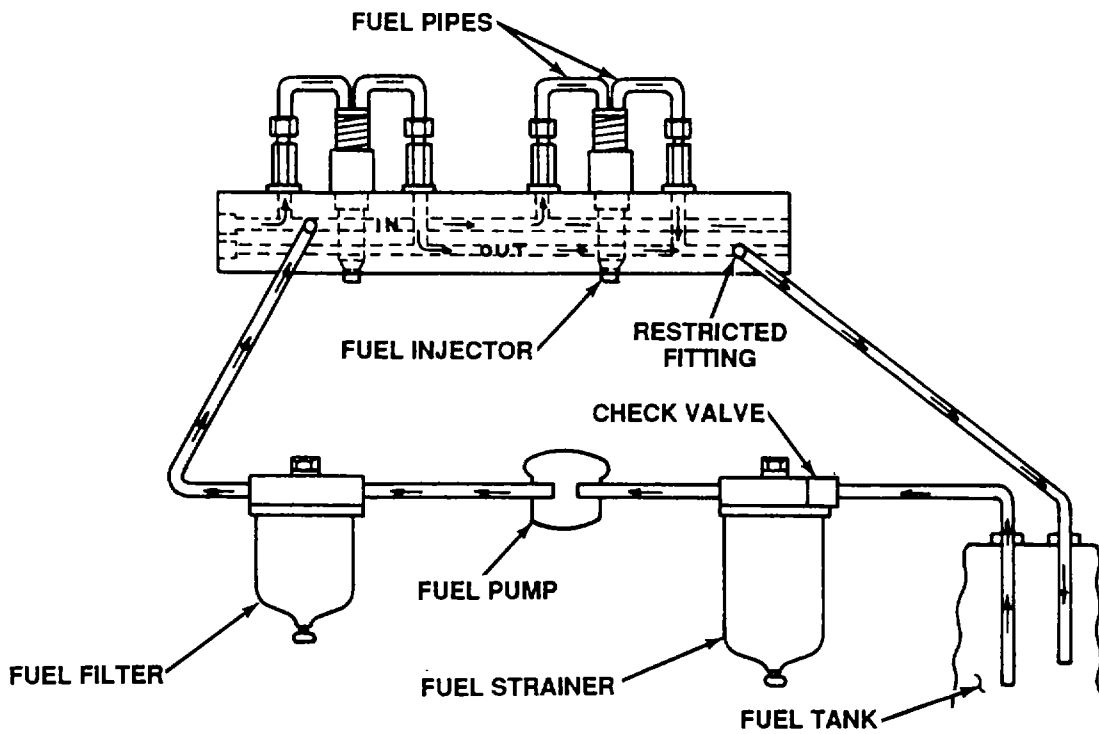 FUEL PIPES
IN
OUT
FUEL INJECTOR
RESTRICTED
FITTING
CHECK VALVE
FUEL PUMP
FUEL FILTER
FUEL STRAINER
FUEL TANK